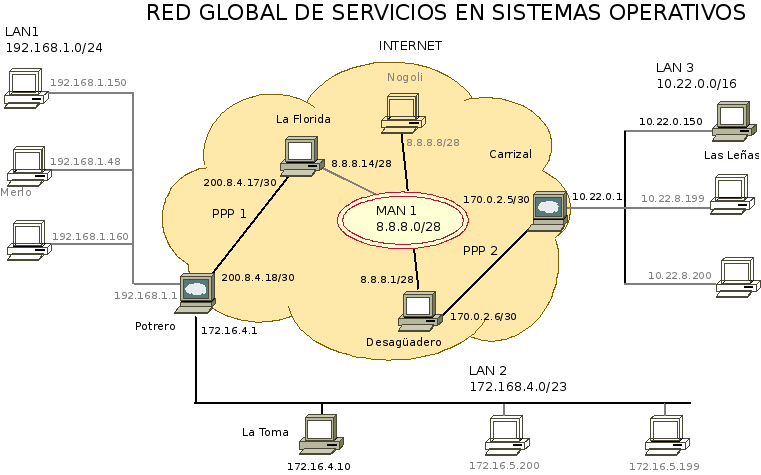 RED GLOBAL DE SERVICIOS EN SISTEMAS OPERATIVOS
LAN1
192.168.1.0/24
INTERNET
Nogoli
8.8.8.8/28
LAN 3
10.22.0.0/16
192.168.1.150
192.168.1.48
Merlo
192.168.1.160
192.168.1.1
La Florida
8.8.8.14/28
200.8.4.17/30
PPP 1
200.8.4.18/30
Potrero
172.16.4.1
MAN 1
8.8.8.0/28
8.8.8.1/28
Desagüadero
170.0.2.6/30
PPP 2
170.0.2.5/30
Carrizal
10.22.0.1
10.22.0.150
Las Leñas
10.22.8.199
10.22.8.200
LAN 2
172.168.4.0/23
La Toma
172.16.4.10
172.16.5.200
172.16.5.199